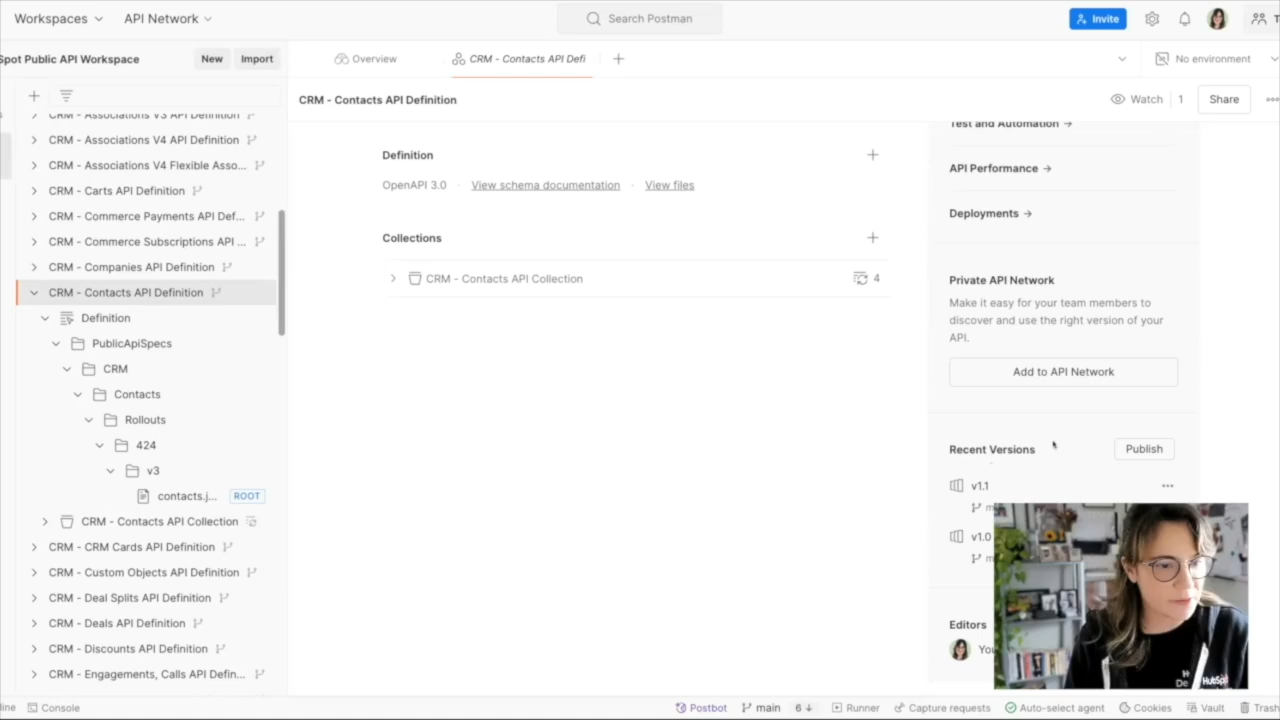 Workspaces
API Network
Search Postman
Invite
Spot Public API Workspace
New
Import
Overview
CRM - Contacts API Defi
No environment
CRM - Contacts API Definition
Watch 1
Share
CRM - Associations V3 API Definition
CRM - Associations V4 API Definition
CRM - Associations V4 Flexible Asso...
CRM - Carts API Definition
CRM - Commerce Payments API Def...
CRM - Commerce Subscriptions API ...
CRM - Companies API Definition
CRM - Contacts API Definition
Definition
PublicApiSpecs
CRM
Contacts
Rollouts
424
v3
contacts.j... ROOT
CRM - Contacts API Collection
CRM - CRM Cards API Definition
CRM - Custom Objects API Definition
CRM - Deal Splits API Definition
CRM - Deals API Definition
CRM - Discounts API Definition
CRM - Engagements, Calls API Defin...
Definition
OpenAPI 3.0 · View schema documentation · View files
Collections
CRM - Contacts API Collection 4
Test and Automation →
API Performance →
Deployments →
Private API Network
Make it easy for your team members to
discover and use the right version of your
API.
Add to API Network
Recent Versions
Publish
v1.1
v1.0
Editors
You
HubSpot
Console
Postbot
main
6 ↓
Runner
Capture requests
Auto-select agent
Cookies
Vault
Trash